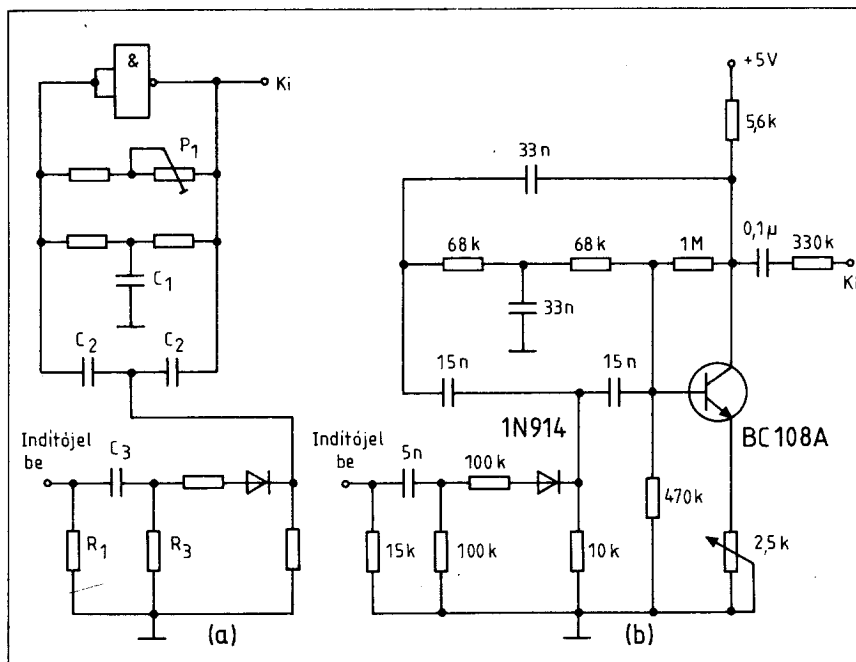 &
Ki
P1
C1
C2
C2
Indítójel
be
C3
R1
R3
(a)
+5V
5,6k
33n
68k
68k
1M
0,1µ
330k
Ki
33n
15n
15n
1N914
BC108A
Indítójel
be
5n
100k
470k
15k
100k
10k
2,5k
(b)